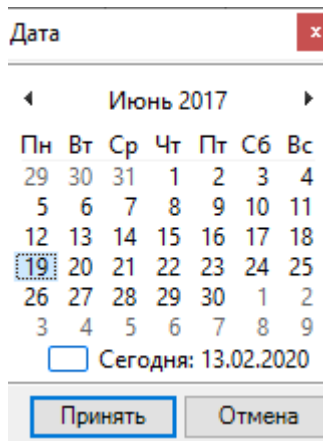 Дата
Июнь 2017
Пн Вт Ср Чт Пт Сб Вс
29 30 31 1 2 3 4
5 6 7 8 9 10 11
12 13 14 15 16 17 18
19 20 21 22 23 24 25
26 27 28 29 30 1 2
3 4 5 6 7 8 9
Сегодня: 13.02.2020
Принять Отмена